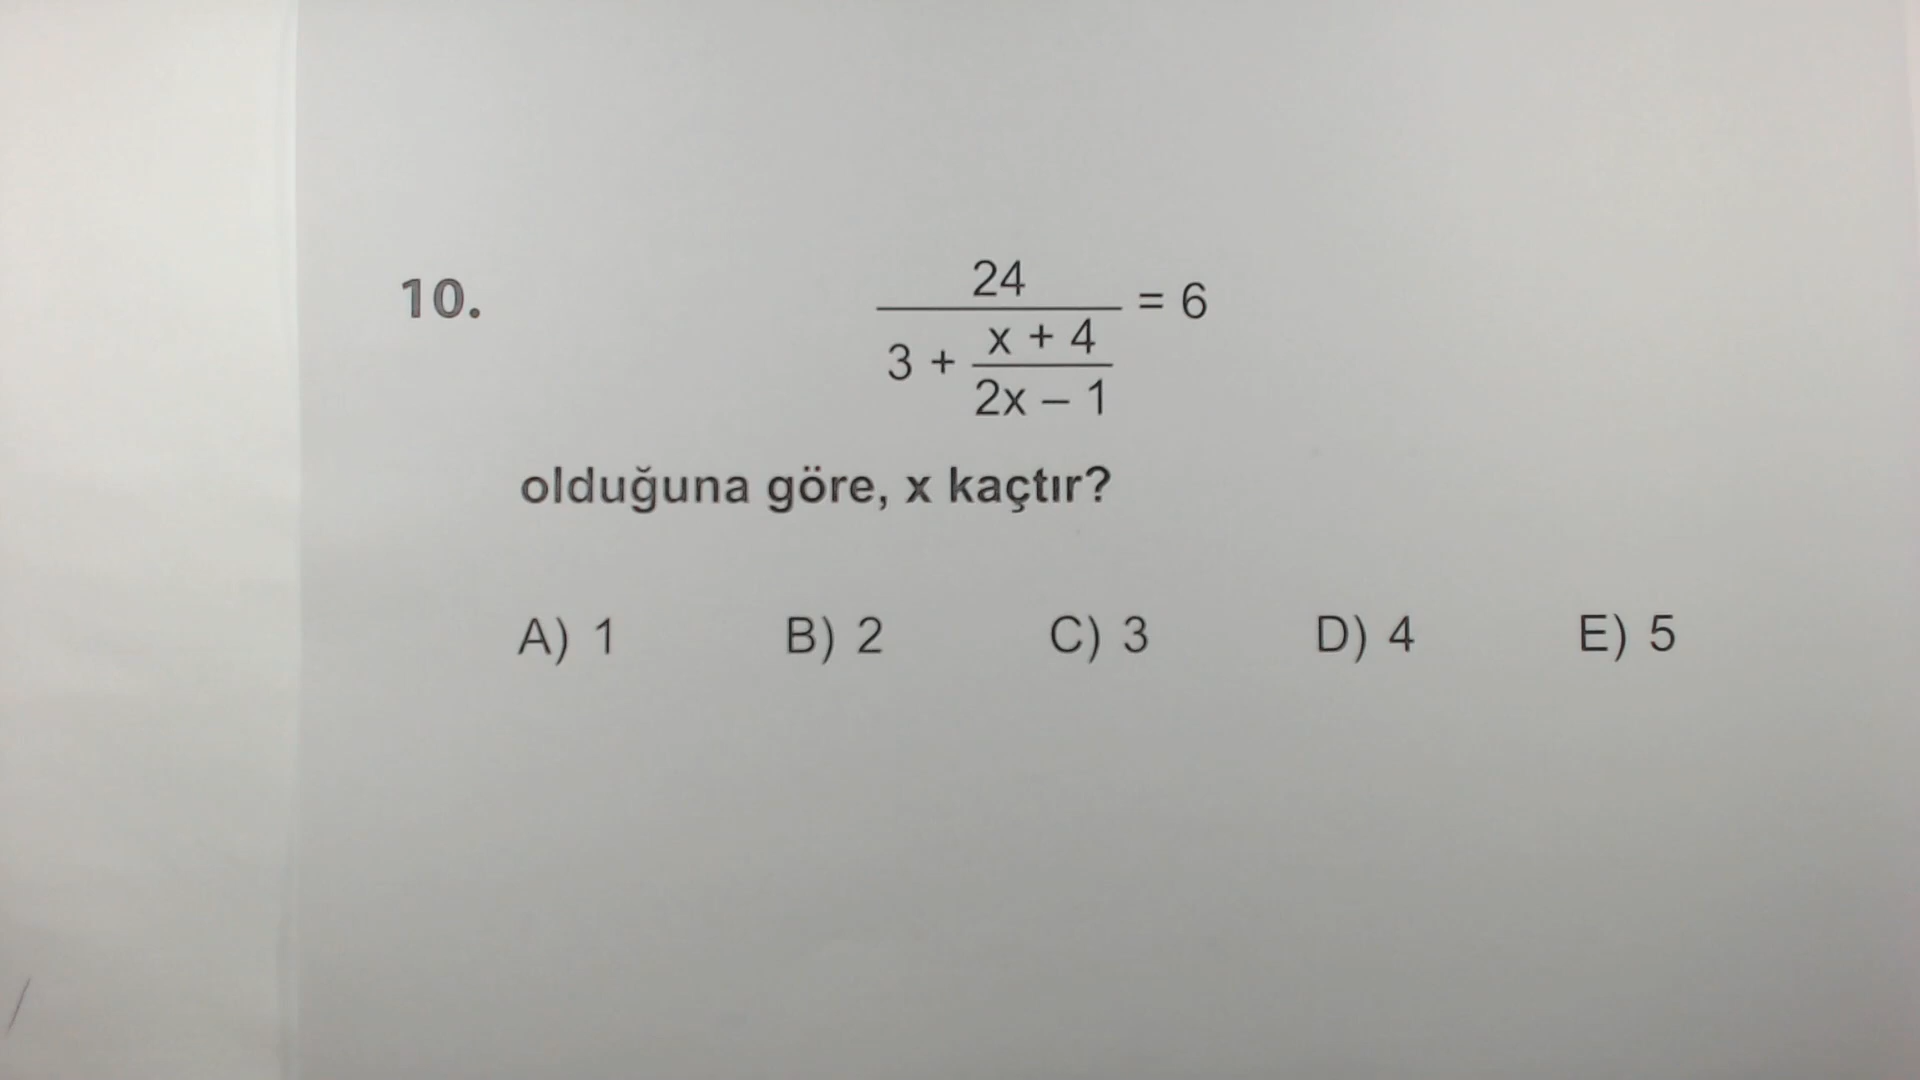 10.
24
3 + = 6
x + 4
2x – 1
olduğuna göre, x kaçtır?
A) 1 B) 2 C) 3 D) 4 E) 5